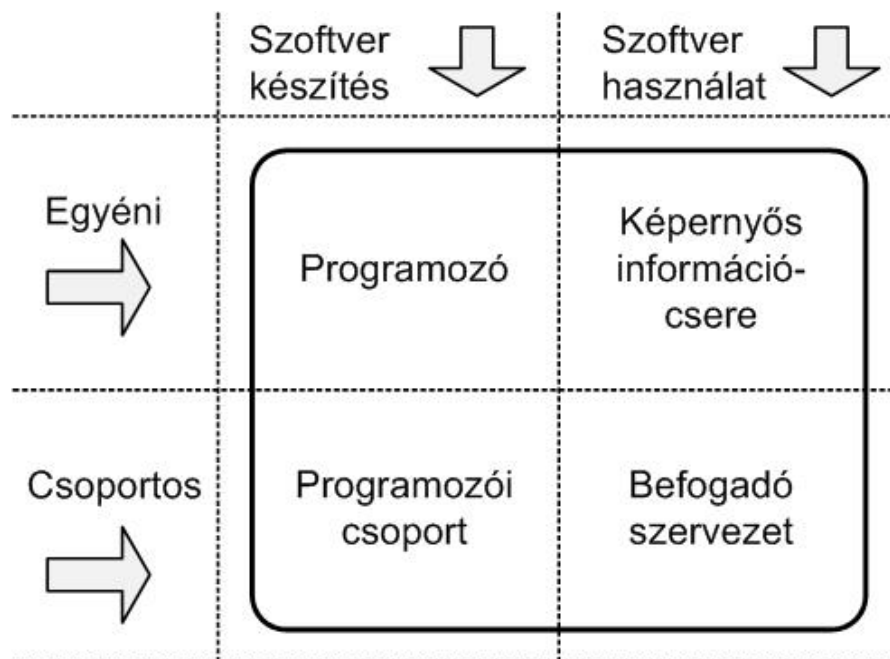 Szoftver
készítés
Szoftver
használat
Egyéni
Programozó
Képernyős
információ-
csere
Csoportos
Programozói
csoport
Befogadó
szervezet